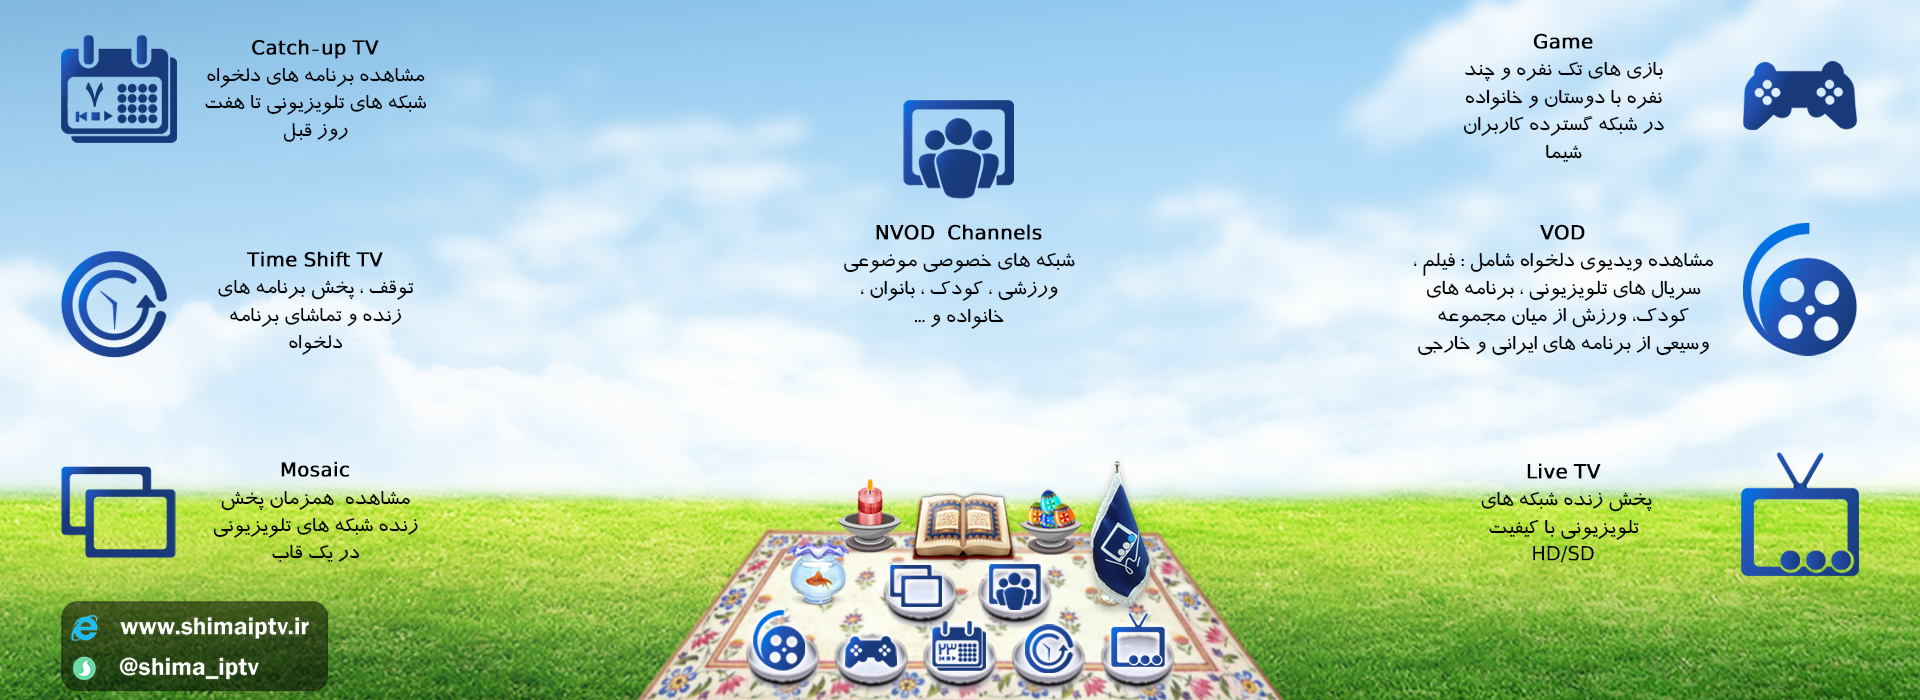 Catch-up TV
مشاهده برنامه های دلخواه
شبکه های تلویزیونی تا هفت
روز قبل
۷
Time Shift TV
توقف ، پخش برنامه های
زنده و تماشای برنامه
دلخواه
Mosaic
مشاهده همزمان پخش
زنده شبکه های تلویزیونی
در یک قاب
NVOD Channels
شبکه های خصوصی موضوعی
ورزشی ، کودک ، بانوان ،
خانواده و ...
Game
بازی های تک نفره و چند
نفره با دوستان و خانواده
در شبکه گسترده کاربران
شیما
VOD
مشاهده ویدیوی دلخواه شامل : فیلم ،
سریال های تلویزیونی ، برنامه های
کودک، ورزش از میان مجموعه
وسیعی از برنامه های ایرانی و خارجی
Live TV
پخش زنده شبکه های
تلویزیونی با کیفیت
HD/SD
۲۳
www.shimaiptv.ir
@shima_iptv